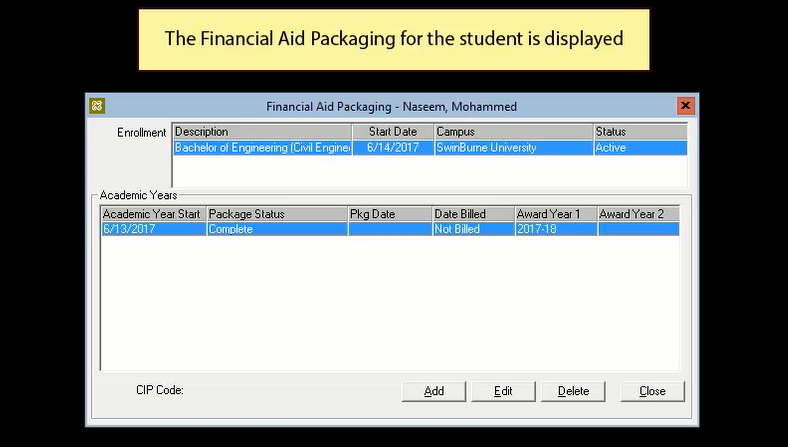 The Financial Aid Packaging for the student is displayed
Financial Aid Packaging - Naseem, Mohammed
Enrollment
Description Start Date Campus Status
Bachelor of Engineering (Civil Enginee 6/14/2017 SwinBurne University Active
Academic Years
Academic Year Start Package Status Pkg Date Date Billed Award Year 1 Award Year 2
6/13/2017 Complete Not Billed 2017-18
CIP Code:
Add Edit Delete Close